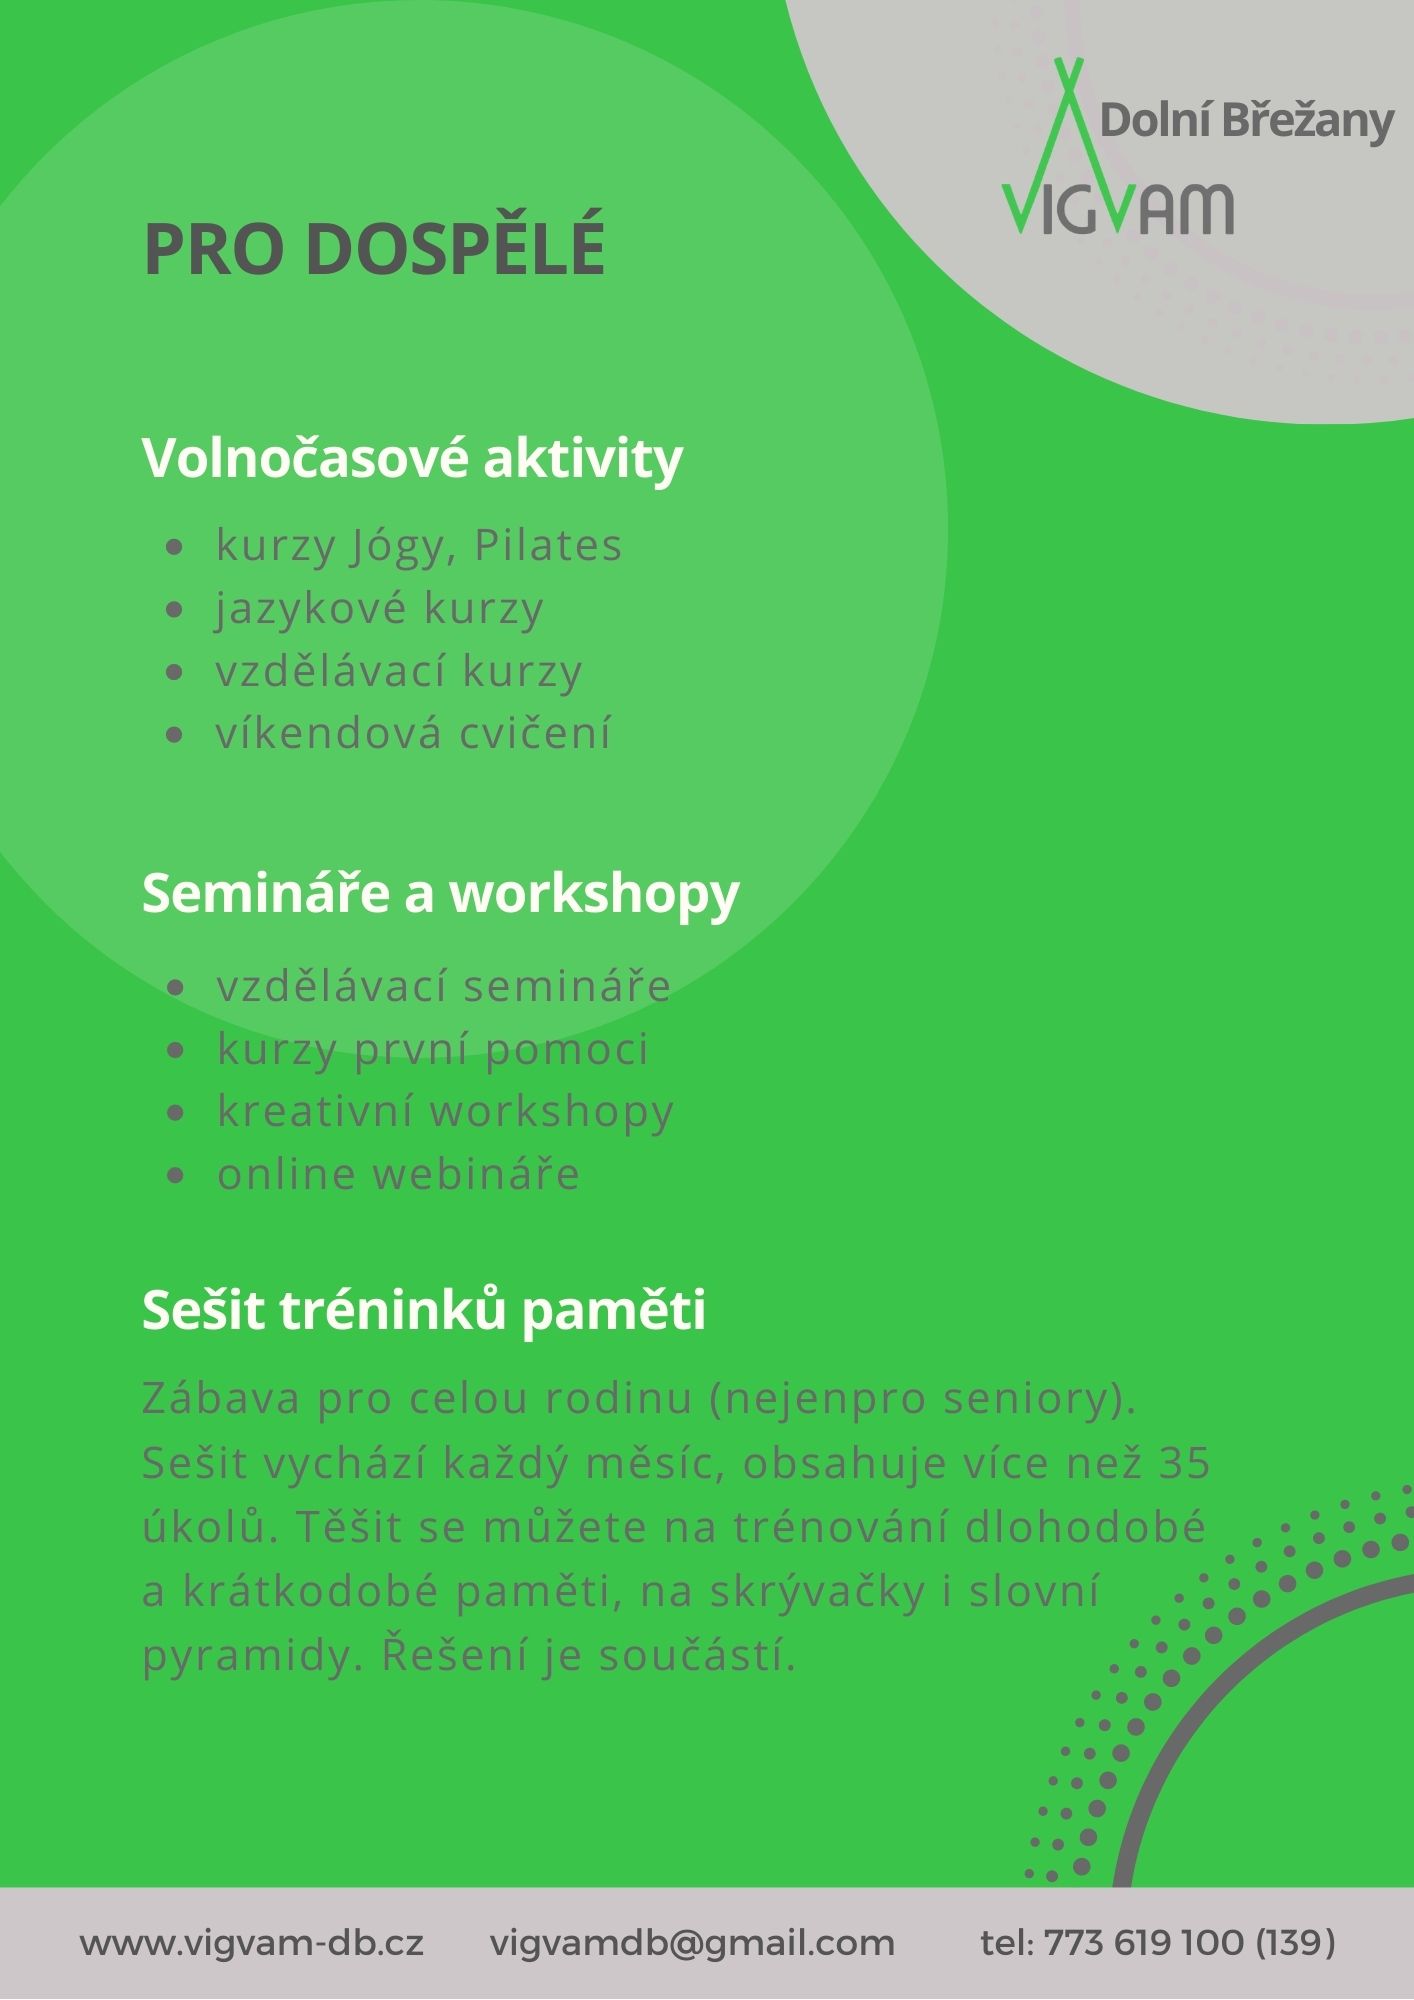 Dolní Břežany
VIGVAM
PRO DOSPĚLÉ
Volnočasové aktivity
• kurzy Jógy, Pilates
• jazykové kurzy
• vzdělávací kurzy
• víkendová cvičení
Semináře a workshopy
• vzdělávací semináře
• kurzy první pomoci
• kreativní workshopy
• online webináře
Sešit tréninků paměti
Zábava pro celou rodinu (nejenpro seniory).
Sešit vychází každý měsíc, obsahuje více než 35
úkolů. Těšit se můžete na trénování dlohodobé
a krátkodobé paměti, na skrývačky i slovní
pyramidy. Řešení je součástí.
www.vigvam-db.cz vigvamdb@gmail.com tel: 773 619 100 (139)